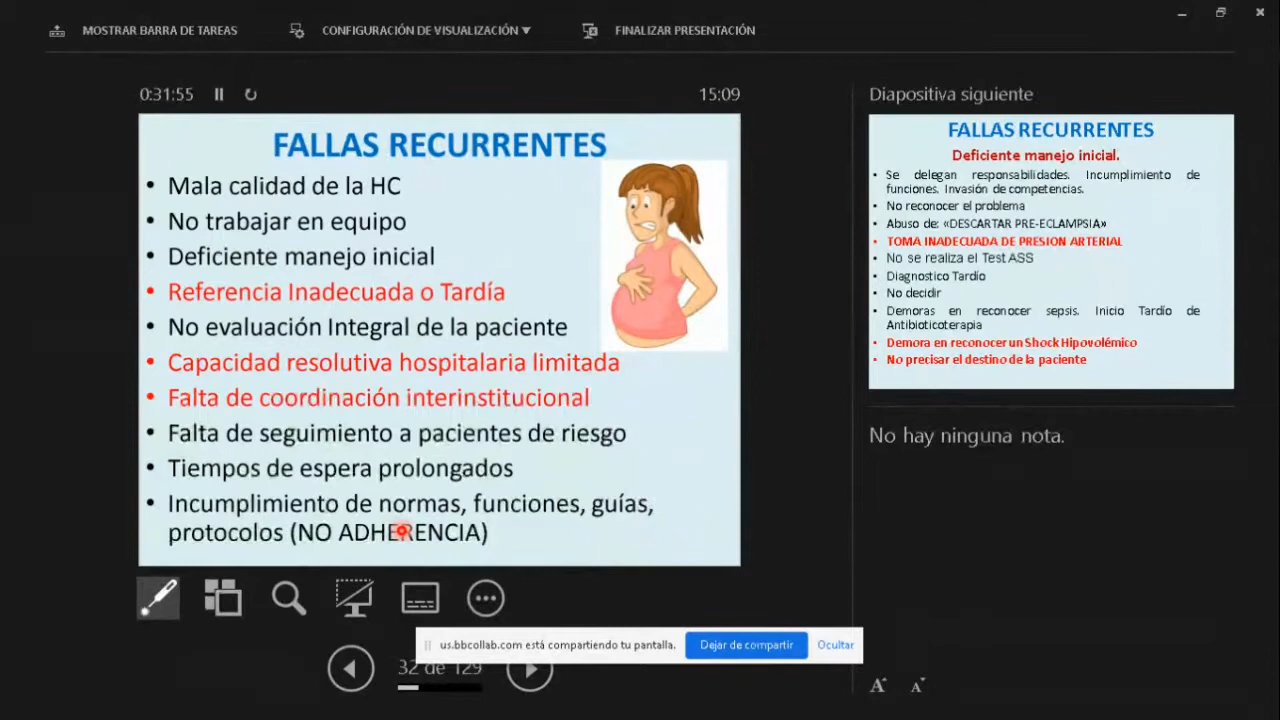 MOSTRAR BARRA DE TAREAS
CONFIGURACIÓN DE VISUALIZACIÓN ▼
FINALIZAR PRESENTACIÓN
0:31:55
15:09
FALLAS RECURRENTES
• Mala calidad de la HC
• No trabajar en equipo
• Deficiente manejo inicial
• Referencia Inadecuada o Tardía
• No evaluación Integral de la paciente
• Capacidad resolutiva hospitalaria limitada
• Falta de coordinación interinstitucional
• Falta de seguimiento a pacientes de riesgo
• Tiempos de espera prolongados
• Incumplimiento de normas, funciones, guías,
protocolos (NO ADHERENCIA)
us.bbcollab.com está compartiendo tu pantalla.
Dejar de compartir
Ocultar
32 de 129
Diapositiva siguiente
FALLAS RECURRENTES
Deficiente manejo inicial.
• Se delegan responsabilidades. Incumplimiento de
funciones. Invasión de competencias.
• No reconocer el problema
• Abuso de: «DESCARTAR PRE-ECLAMPSIA»
• TOMA INADECUADA DE PRESION ARTERIAL
• No se realiza el Test ASS
• Diagnostico Tardío
• No decidir
• Demoras en reconocer sepsis. Inicio Tardío de
Antibioticoterapia
• Demora en reconocer un Shock Hipovolémico
• No precisar el destino de la paciente
No hay ninguna nota.
A A